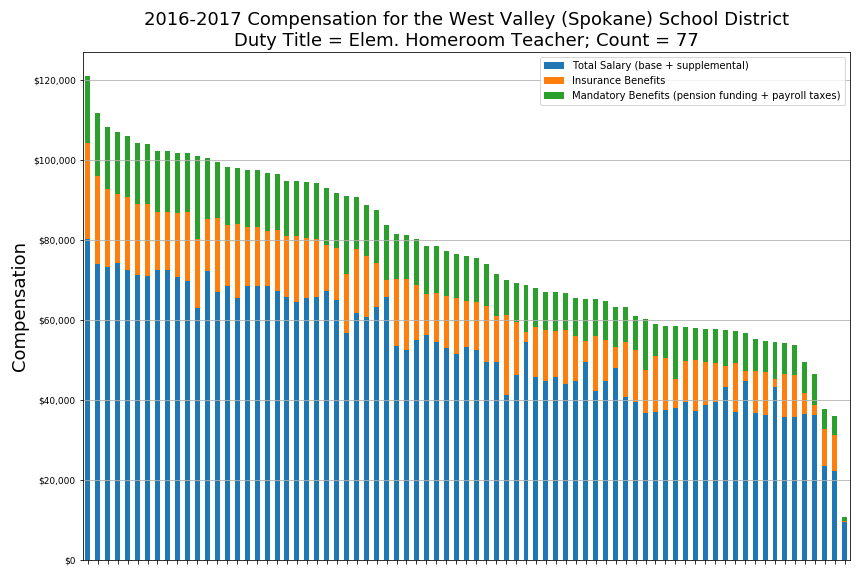 2016-2017 Compensation for the West Valley (Spokane) School District
Duty Title = Elem. Homeroom Teacher; Count = 77
Total Salary (base + supplemental)
Insurance Benefits
Mandatory Benefits (pension funding + payroll taxes)
Compensation
$120,000
$100,000
$80,000
$60,000
$40,000
$20,000
$0